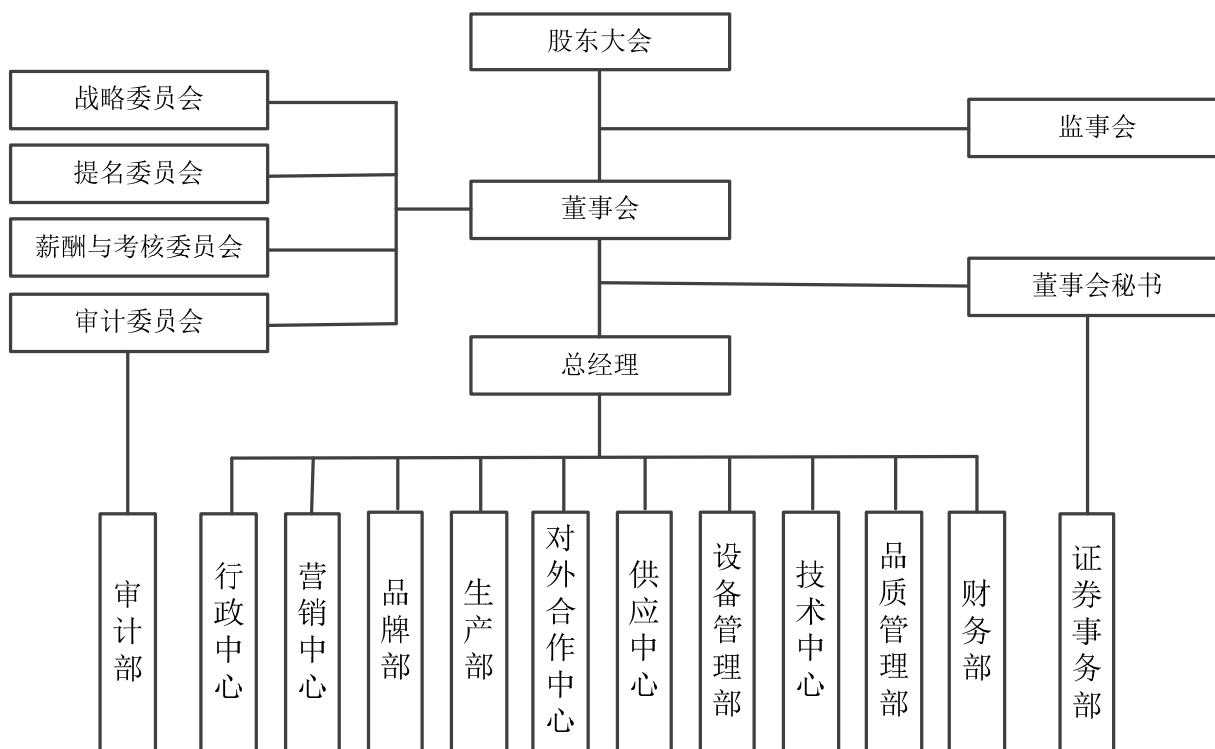 股东大会
战略委员会
监事会
提名委员会
董事会
薪酬与考核委员会
董事会秘书
审计委员会
总经理
审计部
行政中心
营销中心
品牌部
生产部
对外合作中心
供应中心
设备管理部
技术中心
品质管理部
财务部
证券事务部